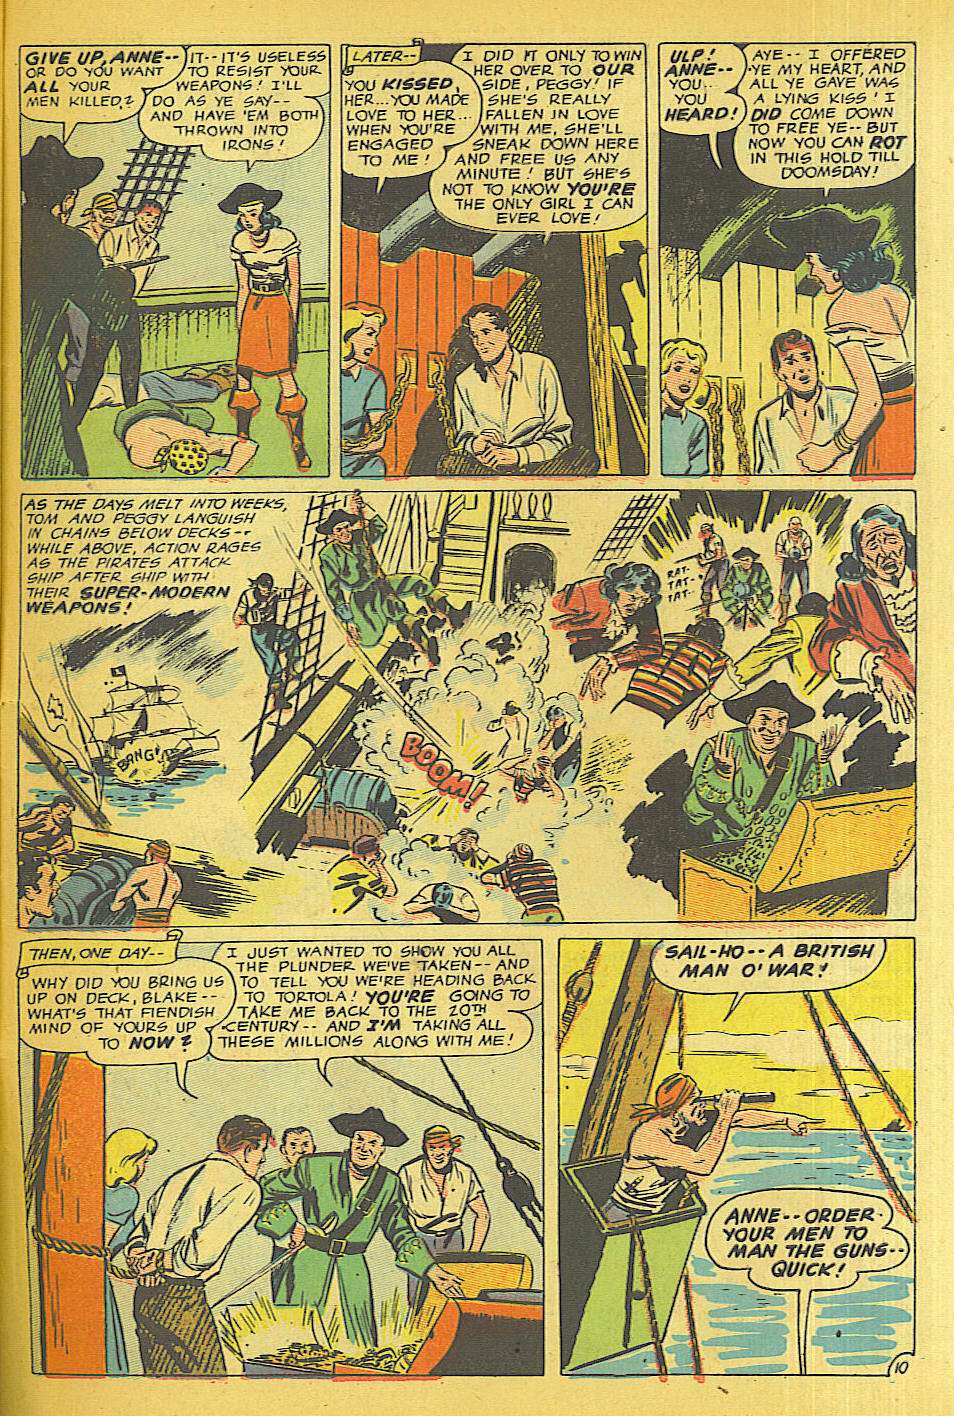 GIVE UP, ANNE--
OR DO YOU WANT
ALL YOUR
MEN KILLED?
IT--IT'S USELESS
TO RESIST YOUR
WEAPONS! I'LL
DO AS YE SAY--
AND HAVE 'EM BOTH
THROWN INTO
IRONS!
LATER--
YOU KISSED
HER...YOU MADE
LOVE TO HER...
WHEN YOU'RE
ENGAGED
TO ME!
I DID IT ONLY TO WIN
HER OVER TO OUR
SIDE, PEGGY! IF
SHE'S REALLY
FALLEN IN LOVE
WITH ME, SHE'LL
SNEAK DOWN HERE
AND FREE US ANY
MINUTE! BUT SHE'S
NOT TO KNOW YOU'RE
THE ONLY GIRL I CAN
EVER LOVE!
ULP!
ANNE--
YOU..
YOU
HEARD!
AYE-- I OFFERED
YE MY HEART, AND
ALL YE GAVE WAS
A LYING KISS! I
DID COME DOWN
TO FREE YE-- BUT
NOW YOU CAN ROT
IN THIS HOLD TILL
DOOMSDAY!
AS THE DAYS MELT INTO WEEKS,
TOM AND PEGGY LANGUISH
IN CHAINS BELOW DECKS--
WHILE ABOVE, ACTION RAGES
AS THE PIRATES ATTACK
SHIP AFTER SHIP WITH
THEIR SUPER-MODERN
WEAPONS!
BANG!
BOOM!
RAT-
TAT-
TAT--
THEN, ONE DAY--
WHY DID YOU BRING US
UP ON DECK, BLAKE--
WHAT'S THAT FIENDISH
MIND OF YOURS UP
TO NOW?
I JUST WANTED TO SHOW YOU ALL
THE PLUNDER WE'VE TAKEN-- AND
TO TELL YOU WE'RE HEADING BACK
TO TORTOLA! YOU'RE GOING TO
TAKE ME BACK TO THE 20TH
CENTURY-- AND I'M TAKING ALL
THESE MILLIONS ALONG WITH ME!
SAIL-HO-- A BRITISH
MAN O' WAR!
ANNE-- ORDER
YOUR MEN TO
MAN THE GUNS--
QUICK!
10